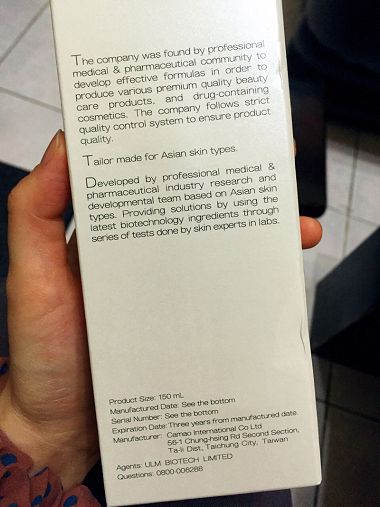 The company was found by professional
medical & pharmaceutical community to
develop effective formulas in order to
produce various premium quality beauty
care products, and drug-containing
cosmetics. The company follows strict
quality control system to ensure product
quality.
Tailor made for Asian skin types.
Developed by professional medical &
pharmaceutical industry research and
developmental team based on Asian skin
types. Providing solutions by using the
latest biotechnology ingredients through
series of tests done by skin experts in labs.
Product Size: 150 mL
Manufactured Date: See the bottom
Serial Number: See the bottom
Expiration Date: Three years from manufactured date.
Manufacturer: Camao International Co Ltd
56-1 Chung-hsing Rd Second Section,
Ta-li Dist, Taichung City, Taiwan
Agents: ULM BIOTECH LIMITED
Questions: 0800-006288